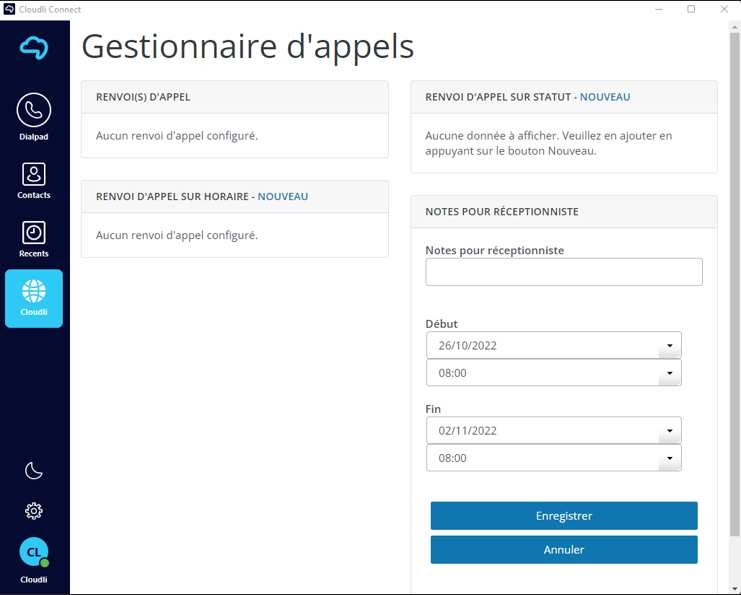 Cloudli Connect
Dialpad
Contacts
Recents
Cloudli
CL
Cloudli
Gestionnaire d'appels
RENVOI(S) D'APPEL
Aucun renvoi d'appel configuré.
RENVOI D'APPEL SUR HORAIRE - NOUVEAU
Aucun renvoi d'appel configuré.
RENVOI D'APPEL SUR STATUT - NOUVEAU
Aucune donnée à afficher. Veuillez en ajouter en
appuyant sur le bouton Nouveau.
NOTES POUR RÉCEPTIONNISTE
Notes pour réceptionniste
Début
26/10/2022
08:00
Fin
02/11/2022
08:00
Enregistrer
Annuler